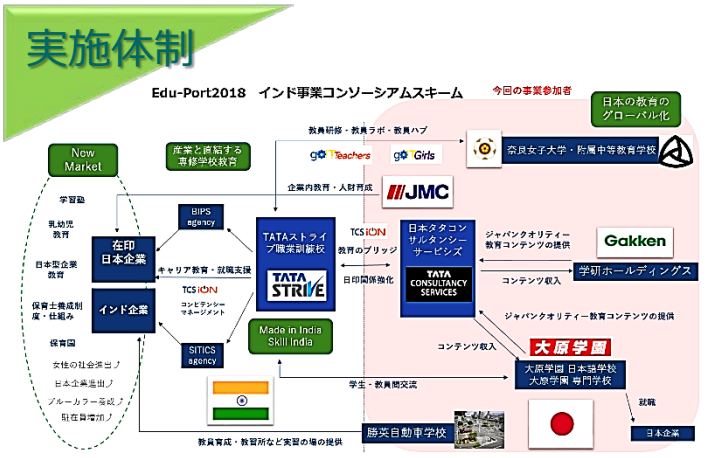 実施体制
Edu-Port2018　インド事業コンソーシアムスキーム
今回の事業参加者
日本の教育の
グローバル化
New
Market
産業と直結する
専修学校教育
教員研修・教員ラボ・教員ハブ
goITeachers
goITGirls
奈良女子大学・附属中等教育学校
企業内教育・人財育成
JMC
学習塾
乳幼児
教育
日本型企業
教育
保育士養成制
度・仕組み
保育園
女性の社会進出⤴
日本企業進出⤴
ブルーカラー養成⤴
駐在員増加⤴
在印
日本企業
インド企業
BIPS
agency
キャリア教育・就職支援
TCS iON
コンピテンシー
マネージメント
SITICS
agency
TATAストライ
ブ職業訓練校
TATA
STRIVE
Made in India
Skill India
TCS iON
教育のブリッジ
日印関係強化
日本タタコン
サルタンシー
サービシズ
TATA
CONSULTANCY
SERVICES
ジャパンクオリティー
教育コンテンツの提供
コンテンツ収入
Gakken
学研ホールディングス
ジャパンクオリティー教育コンテンツの提供
コンテンツ収入
大原学園
大原学園 日本語学校
大原学園 専門学校
学生・教員間交流
就職
日本企業
勝英自動車学校
教員育成・教習所など実習の場の提供